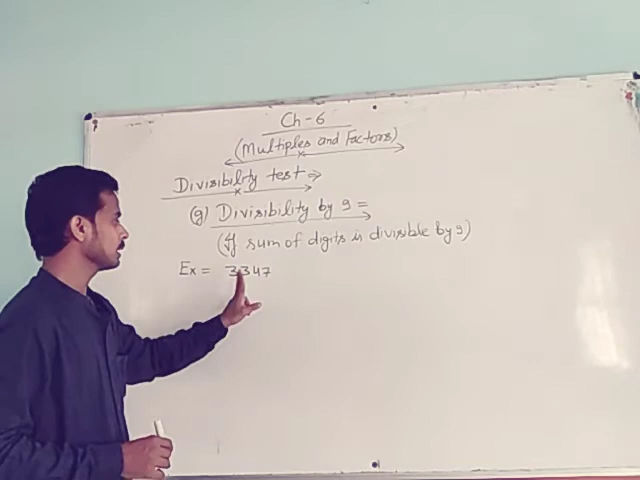 Ch-6
(Multiples and Factors)
Divisibility test ⇒
(g) Divisibility by 9 =
(If sum of digits is divisible by 9)
Ex = 3347